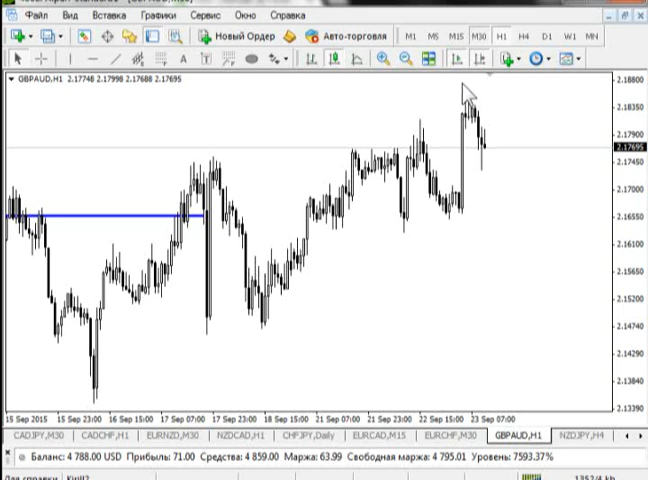 Файл Вид Вставка Графики Сервис Окно Справка
Новый Ордер Авто-торговля M1 M5 M15 M30 H1 H4 D1 W1 MN
GBPAUD,H1 2.17748 2.17998 2.17688 2.17695
2.18800
2.18350
2.17900
2.17695
2.17450
2.17000
2.16550
2.16100
2.15650
2.15200
2.14740
2.14290
2.13840
2.13390
15 Sep 2015 15 Sep 23:00 16 Sep 15:00 17 Sep 07:00 17 Sep 23:00 18 Sep 15:00 21 Sep 07:00 21 Sep 23:00 22 Sep 15:00 23 Sep 07:00
CADJPY,M30 CADCHF,H1 EURNZD,M30 NZDCAD,H1 CHFJPY,Daily EURCAD,M15 EURCHF,M30 GBPAUD,H1 NZDJPY,H4
Баланс: 4 788.00 USD Прибыль: 71.00 Средства: 4 859.00 Маржа: 63.99 Свободная маржа: 4 795.01 Уровень: 7593.37%